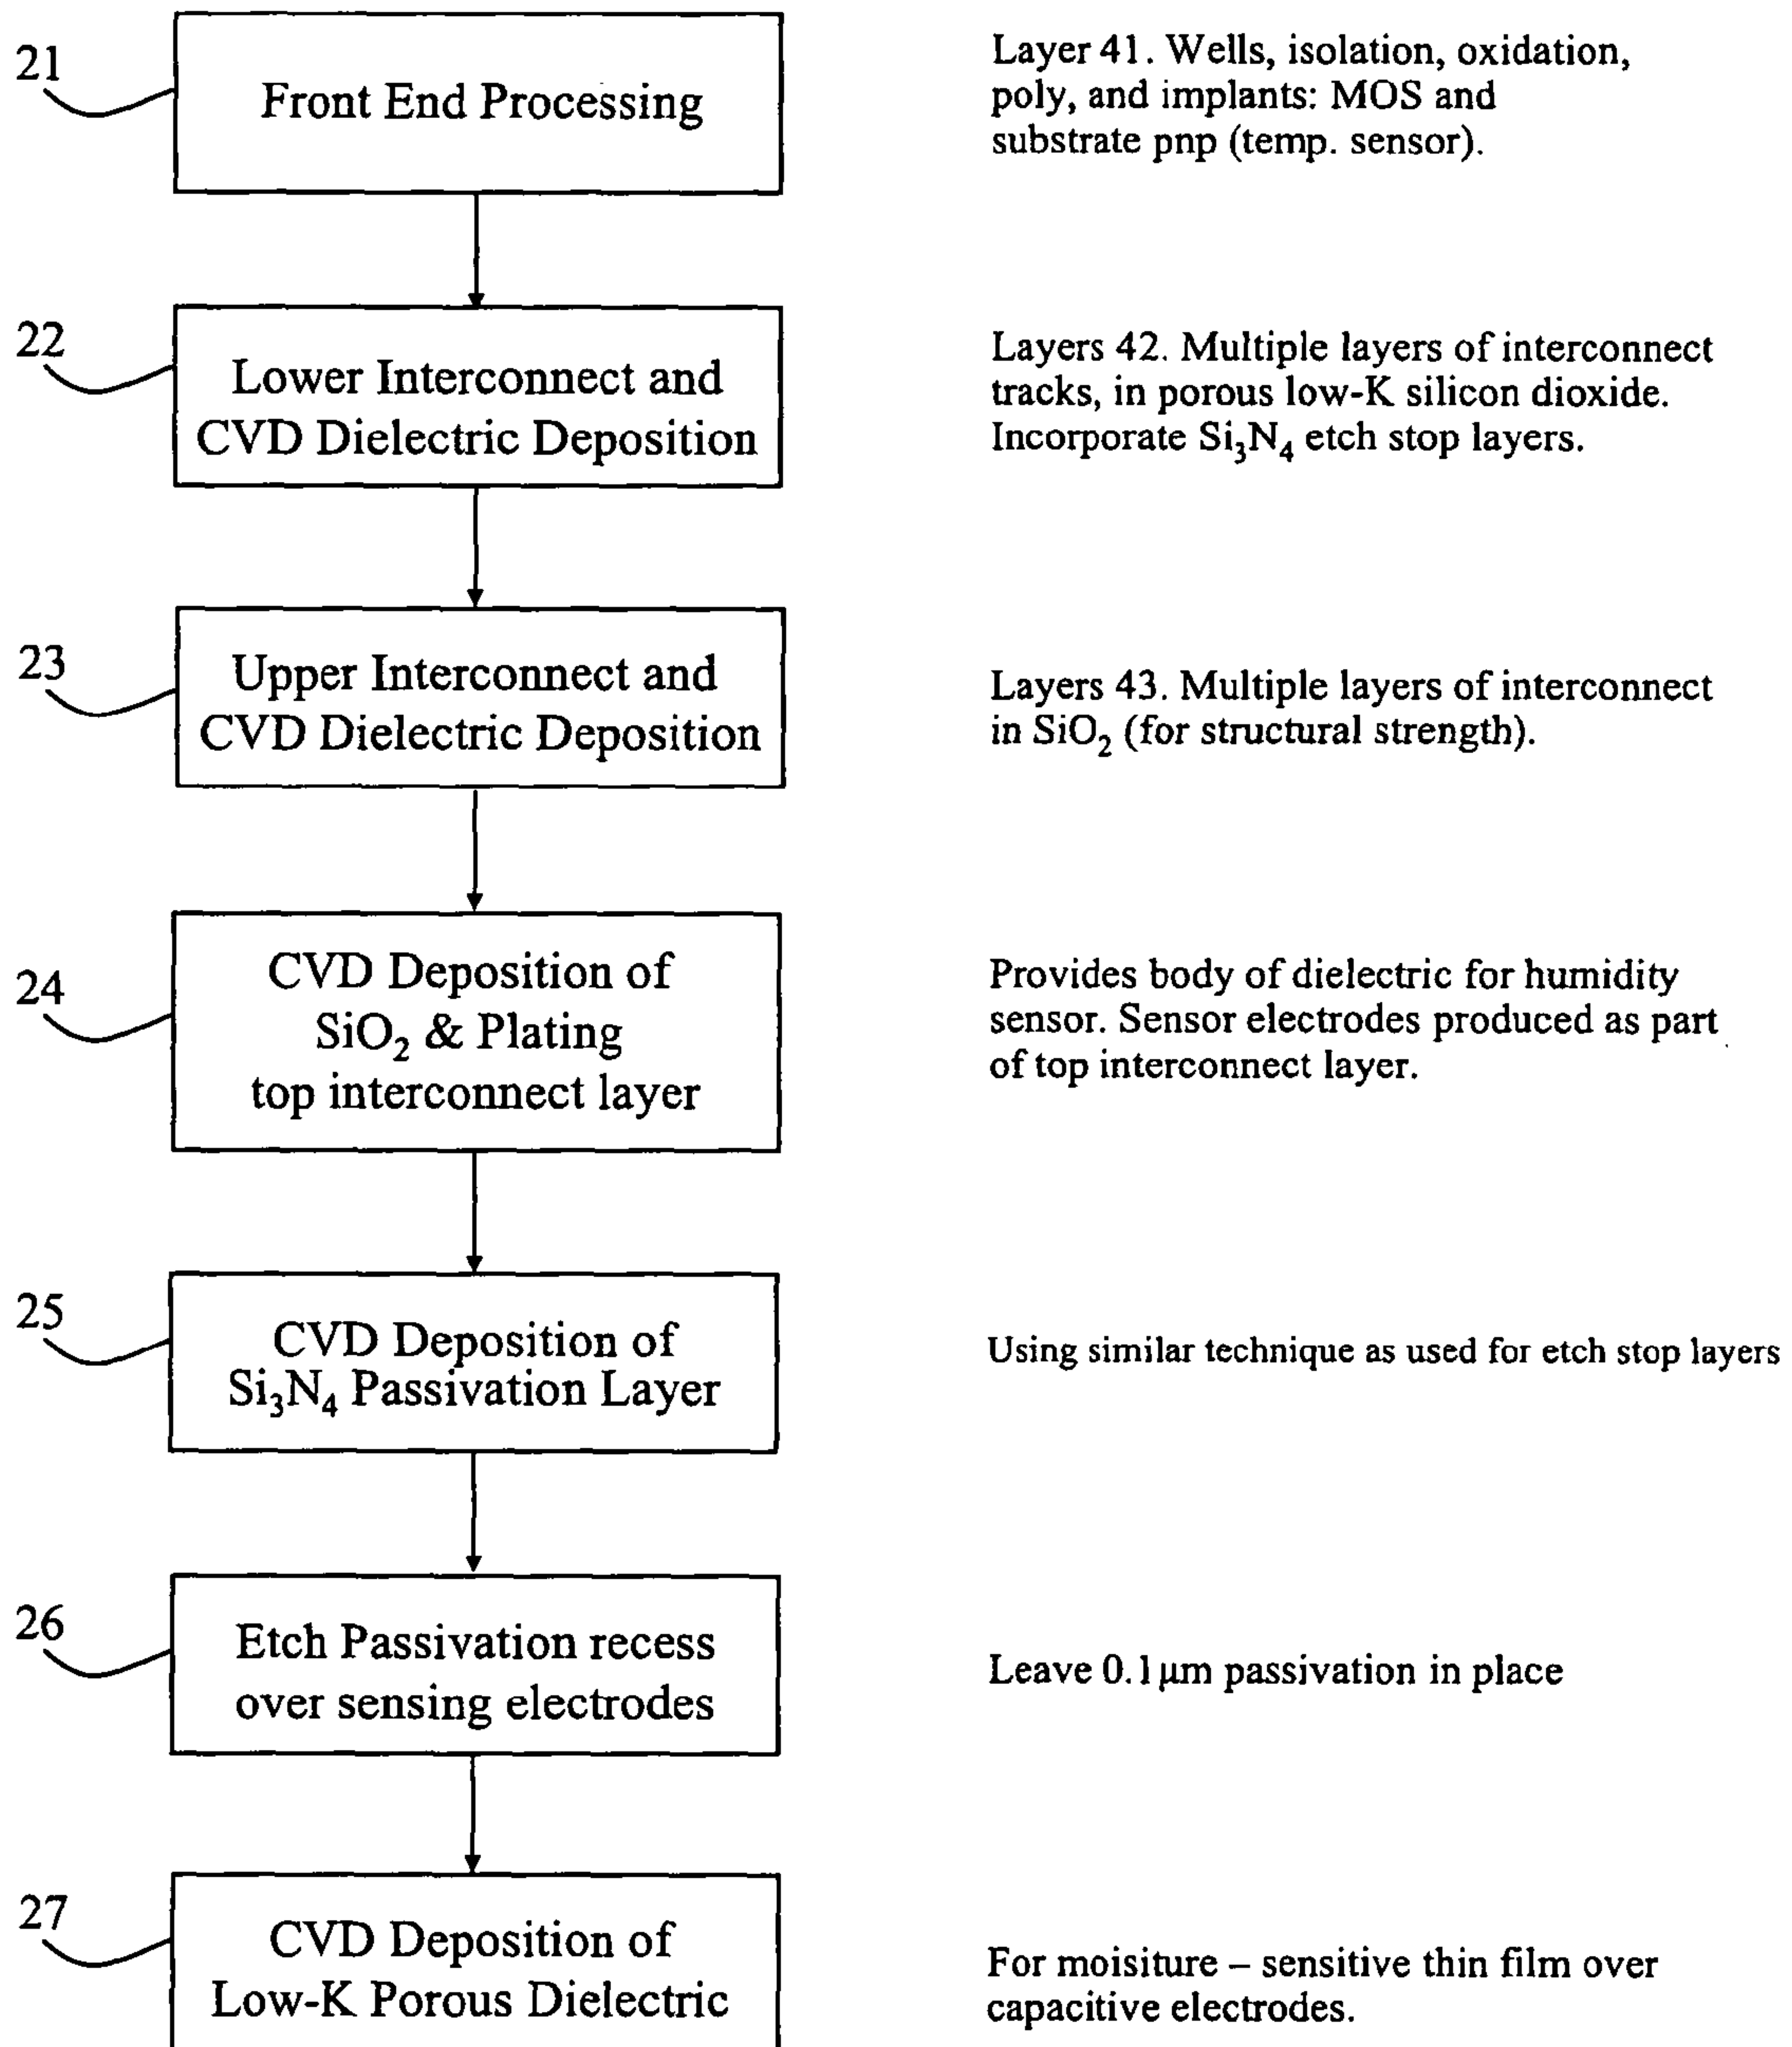 21
Front End Processing
Layer 41. Wells, isolation, oxidation,
poly, and implants: MOS and
substrate pnp (temp. sensor).
22
Lower Interconnect and
CVD Dielectric Deposition
Layers 42. Multiple layers of interconnect
tracks, in porous low-K silicon dioxide.
Incorporate Si₃N₄ etch stop layers.
23
Upper Interconnect and
CVD Dielectric Deposition
Layers 43. Multiple layers of interconnect
in SiO₂ (for structural strength).
24
CVD Deposition of
SiO₂ & Plating
top interconnect layer
Provides body of dielectric for humidity
sensor. Sensor electrodes produced as part
of top interconnect layer.
25
CVD Deposition of
Si₃N₄ Passivation Layer
Using similar technique as used for etch stop layers
26
Etch Passivation recess
over sensing electrodes
Leave 0.1µm passivation in place
27
CVD Deposition of
Low-K Porous Dielectric
For moisiture – sensitive thin film over
capacitive electrodes.